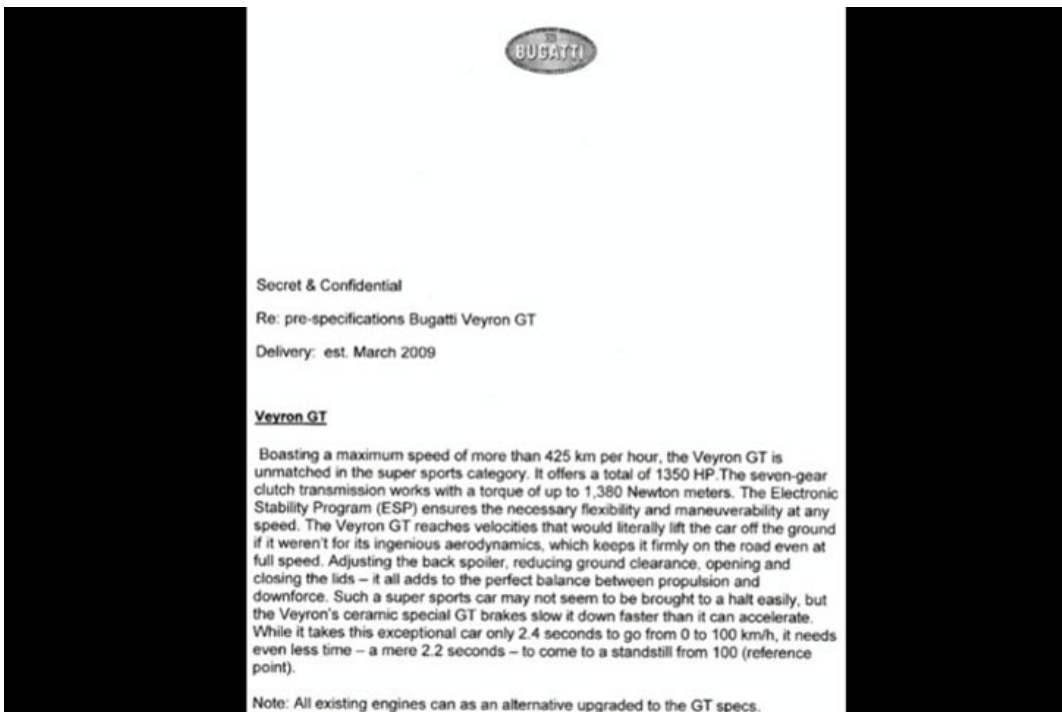 BUGATTI
Secret & Confidential
Re: pre-specifications Bugatti Veyron GT
Delivery: est. March 2009
Veyron GT
Boasting a maximum speed of more than 425 km per hour, the Veyron GT is
unmatched in the super sports category. It offers a total of 1350 HP.The seven-gear
clutch transmission works with a torque of up to 1,380 Newton meters. The Electronic
Stability Program (ESP) ensures the necessary flexibility and maneuverability at any
speed. The Veyron GT reaches velocities that would literally lift the car off the ground
if it weren't for its ingenious aerodynamics, which keeps it firmly on the road even at
full speed. Adjusting the back spoiler, reducing ground clearance, opening and
closing the lids – it all adds to the perfect balance between propulsion and
downforce. Such a super sports car may not seem to be brought to a halt easily, but
the Veyron's ceramic special GT brakes slow it down faster than it can accelerate.
While it takes this exceptional car only 2.4 seconds to go from 0 to 100 km/h, it needs
even less time – a mere 2.2 seconds – to come to a standstill from 100 (reference
point).
Note: All existing engines can as an alternative upgraded to the GT specs.